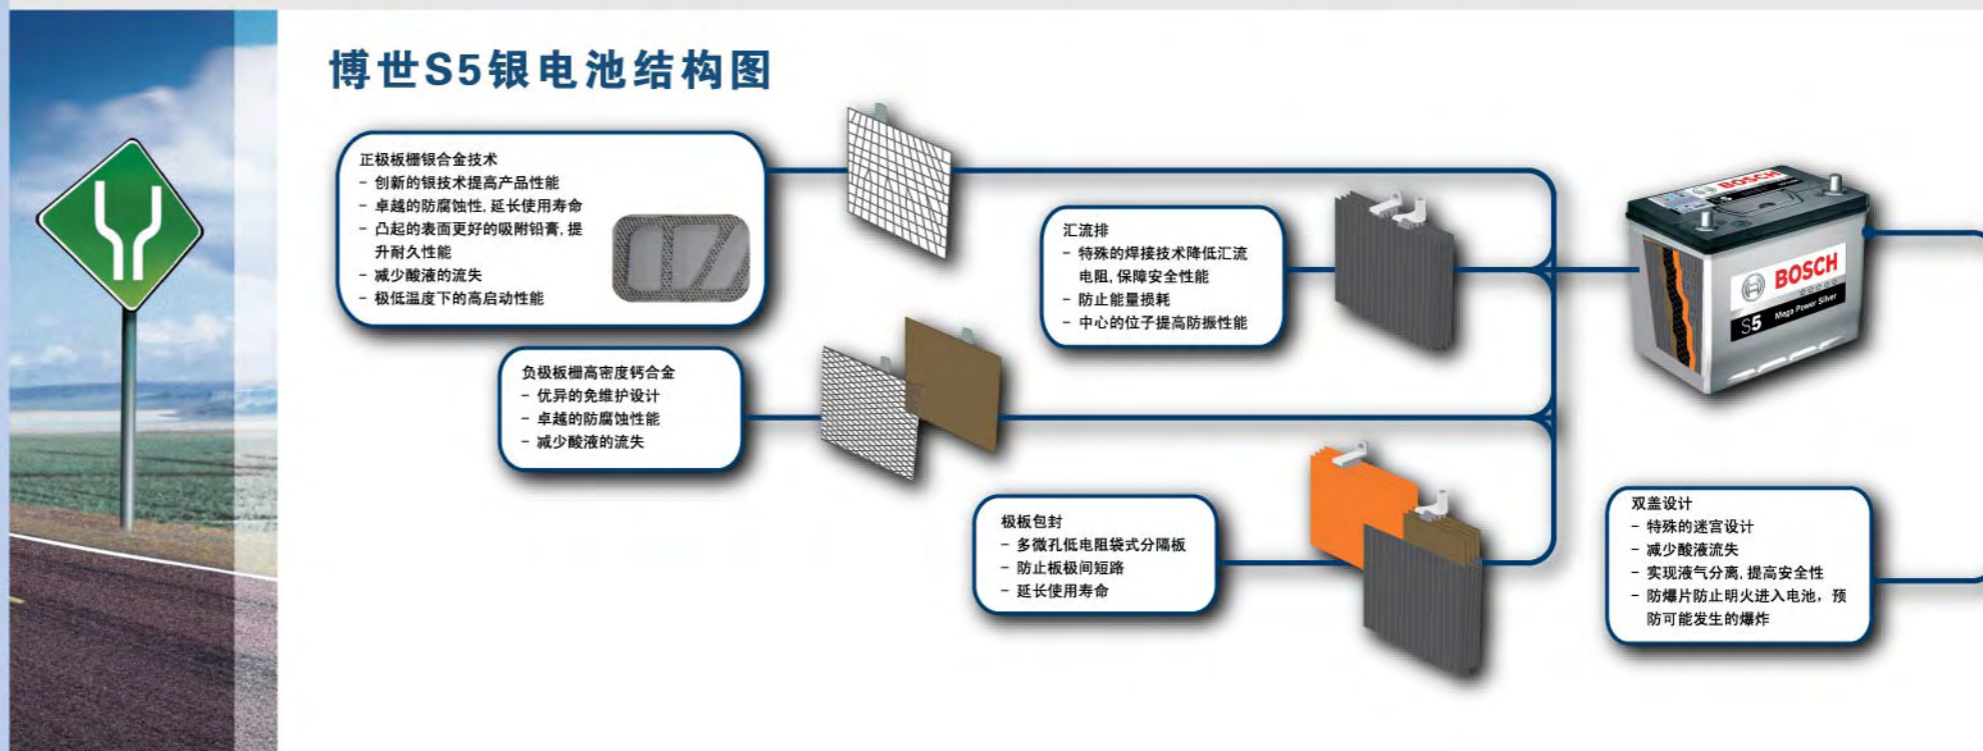 博世S5银电池结构图
正极板栅银合金技术
- 创新的银技术提高产品性能
- 卓越的防腐蚀性, 延长使用寿命
- 凸起的表面更好的吸附铅膏, 提
升耐久性能
- 减少酸液的流失
- 极低温度下的高启动性能
汇流排
- 特殊的焊接技术降低汇流
电阻, 保障安全性能
- 防止能量损耗
- 中心的位子提高防振性能
BOSCH
BOSCH
S5 Mega Power Silver
负极板栅高密度钙合金
- 优异的免维护设计
- 卓越的防腐蚀性能
- 减少酸液的流失
极板包封
- 多微孔低电阻袋式分隔板
- 防止板极间短路
- 延长使用寿命
双盖设计
- 特殊的迷宫设计
- 减少酸液流失
- 实现液气分离, 提高安全性
- 防爆片防止明火进入电池，预
防可能发生的爆炸